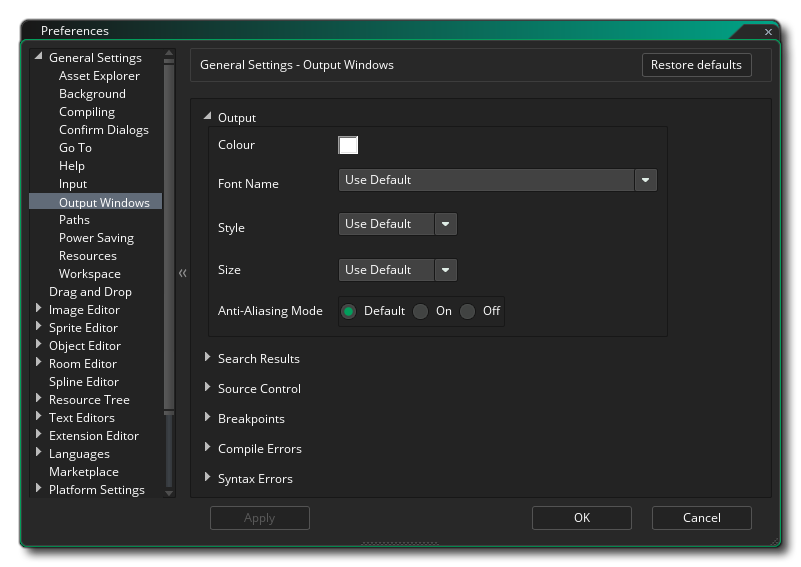 Preferences
General Settings
Asset Explorer
Background
Compiling
Confirm Dialogs
Go To
Help
Input
Output Windows
Paths
Power Saving
Resources
Workspace
Drag and Drop
Image Editor
Sprite Editor
Object Editor
Room Editor
Spline Editor
Resource Tree
Text Editors
Extension Editor
Languages
Marketplace
Platform Settings
General Settings - Output Windows
Restore defaults
Output
Colour
Font Name Use Default
Style Use Default
Size Use Default
Anti-Aliasing Mode Default On Off
Search Results
Source Control
Breakpoints
Compile Errors
Syntax Errors
Apply OK Cancel